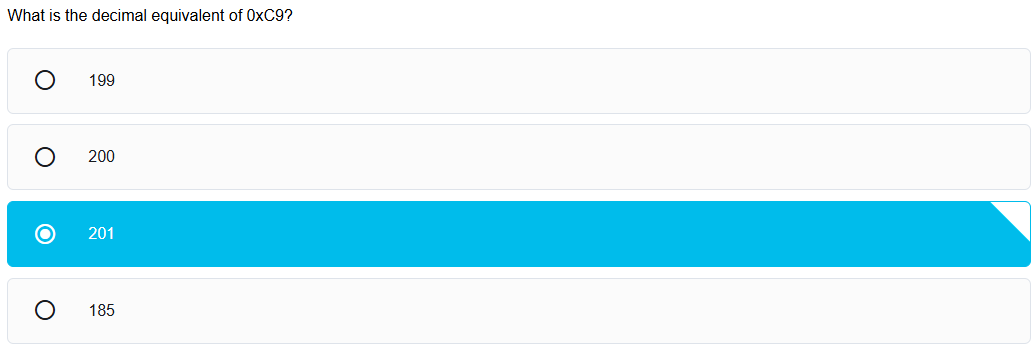 What is the decimal equivalent of 0xC9?
199
200
201
185